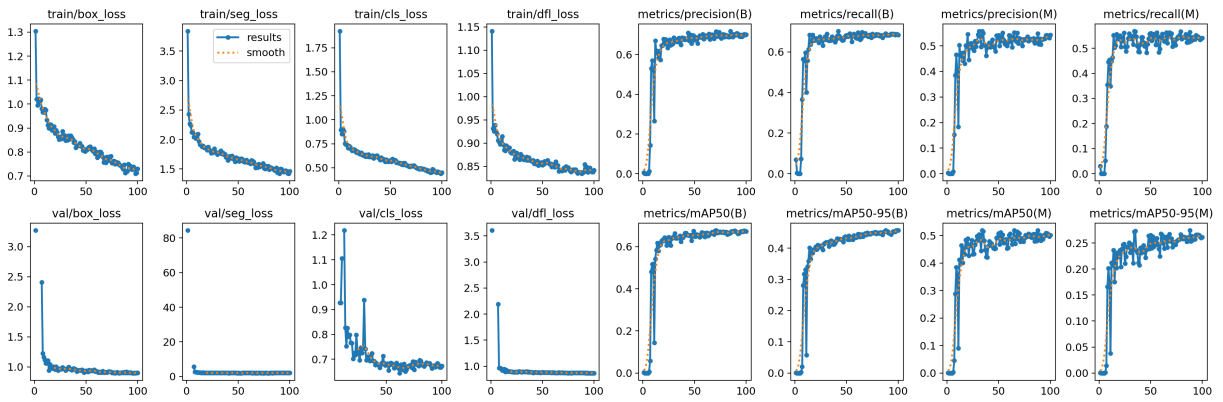 train/box_loss
1.3
1.2
1.1
1.0
0.9
0.8
0.7
0 50 100
train/seg_loss
results
smooth
3.5
3.0
2.5
2.0
1.5
0 50 100
train/cls_loss
1.75
1.50
1.25
1.00
0.75
0.50
0 50 100
train/dfl_loss
1.15
1.10
1.05
1.00
0.95
0.90
0.85
0 50 100
metrics/precision(B)
0.6
0.4
0.2
0.0
0 50 100
metrics/recall(B)
0.6
0.4
0.2
0.0
0 50 100
metrics/precision(M)
0.5
0.4
0.3
0.2
0.1
0.0
0 50 100
metrics/recall(M)
0.5
0.4
0.3
0.2
0.1
0.0
0 50 100
val/box_loss
3.0
2.5
2.0
1.5
1.0
0 50 100
val/seg_loss
80
60
40
20
0
0 50 100
val/cls_loss
1.2
1.1
1.0
0.9
0.8
0.7
0 50 100
val/dfl_loss
3.5
3.0
2.5
2.0
1.5
1.0
0 50 100
metrics/mAP50(B)
0.6
0.4
0.2
0.0
0 50 100
metrics/mAP50-95(B)
0.4
0.3
0.2
0.1
0.0
0 50 100
metrics/mAP50(M)
0.5
0.4
0.3
0.2
0.1
0.0
0 50 100
metrics/mAP50-95(M)
0.25
0.20
0.15
0.10
0.05
0.00
0 50 100